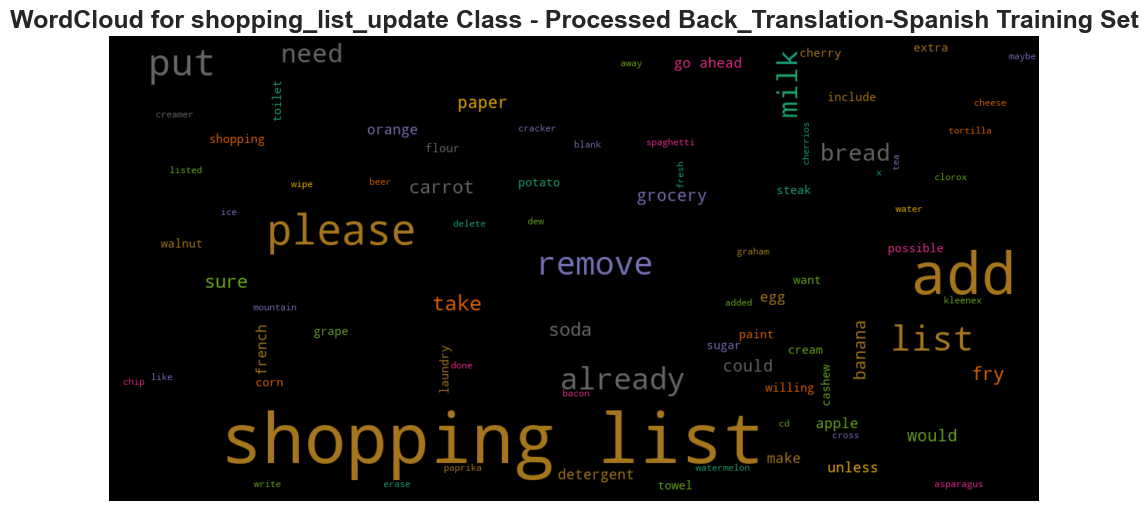 WordCloud for shopping_list_update Class - Processed Back_Translation-Spanish Training Set
put
need
away
go ahead
milk
cherry
extra
maybe
toilet
paper
include
cheese
creamer
shopping
orange
cracker
blank
spaghetti
cherrios
tortilla
flour
bread
tea
listed
wipe
beer
carrot
potato
fresh
grocery
steak
x
clorox
ice
delete
dew
water
walnut
please
remove
graham
possible
add
sure
want
mountain
take
added
egg
kleenex
french
grape
soda
paint
list
sugar
cream
banana
laundry
done
could
chip
like
corn
already
bacon
willing
cashew
fry
shopping list
cd
apple
cross
would
paprika
detergent
watermelon
make
unless
write
erase
towel
asparagus